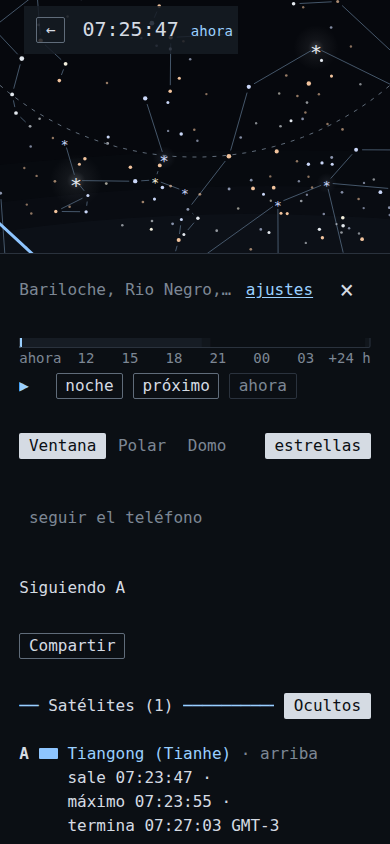 ← 07:25:47 ahora
Bariloche, Rio Negro,… ajustes ×
ahora 12 15 18 21 00 03 +24 h
▶ noche próximo ahora
Ventana Polar Domo estrellas
seguir el teléfono
Siguiendo A
Compartir
Satélites (1) Ocultos
A Tiangong (Tianhe) · arriba
sale 07:23:47 ·
máximo 07:23:55 ·
termina 07:27:03 GMT-3